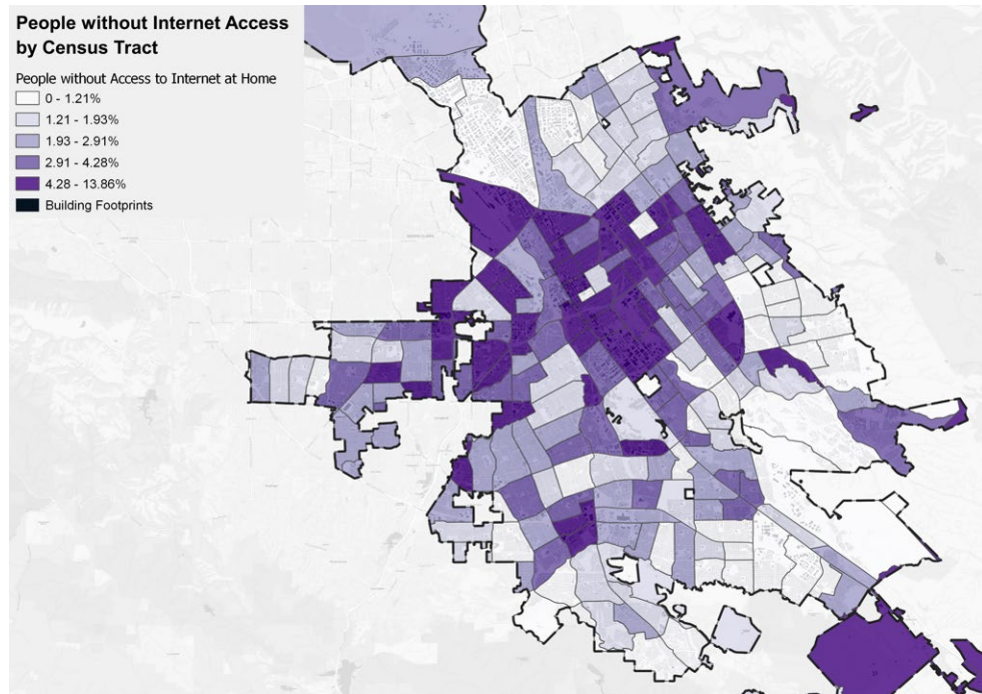 People without Internet Access
by Census Tract
People without Access to Internet at Home
0 - 1.21%
1.21 - 1.93%
1.93 - 2.91%
2.91 - 4.28%
4.28 - 13.86%
Building Footprints